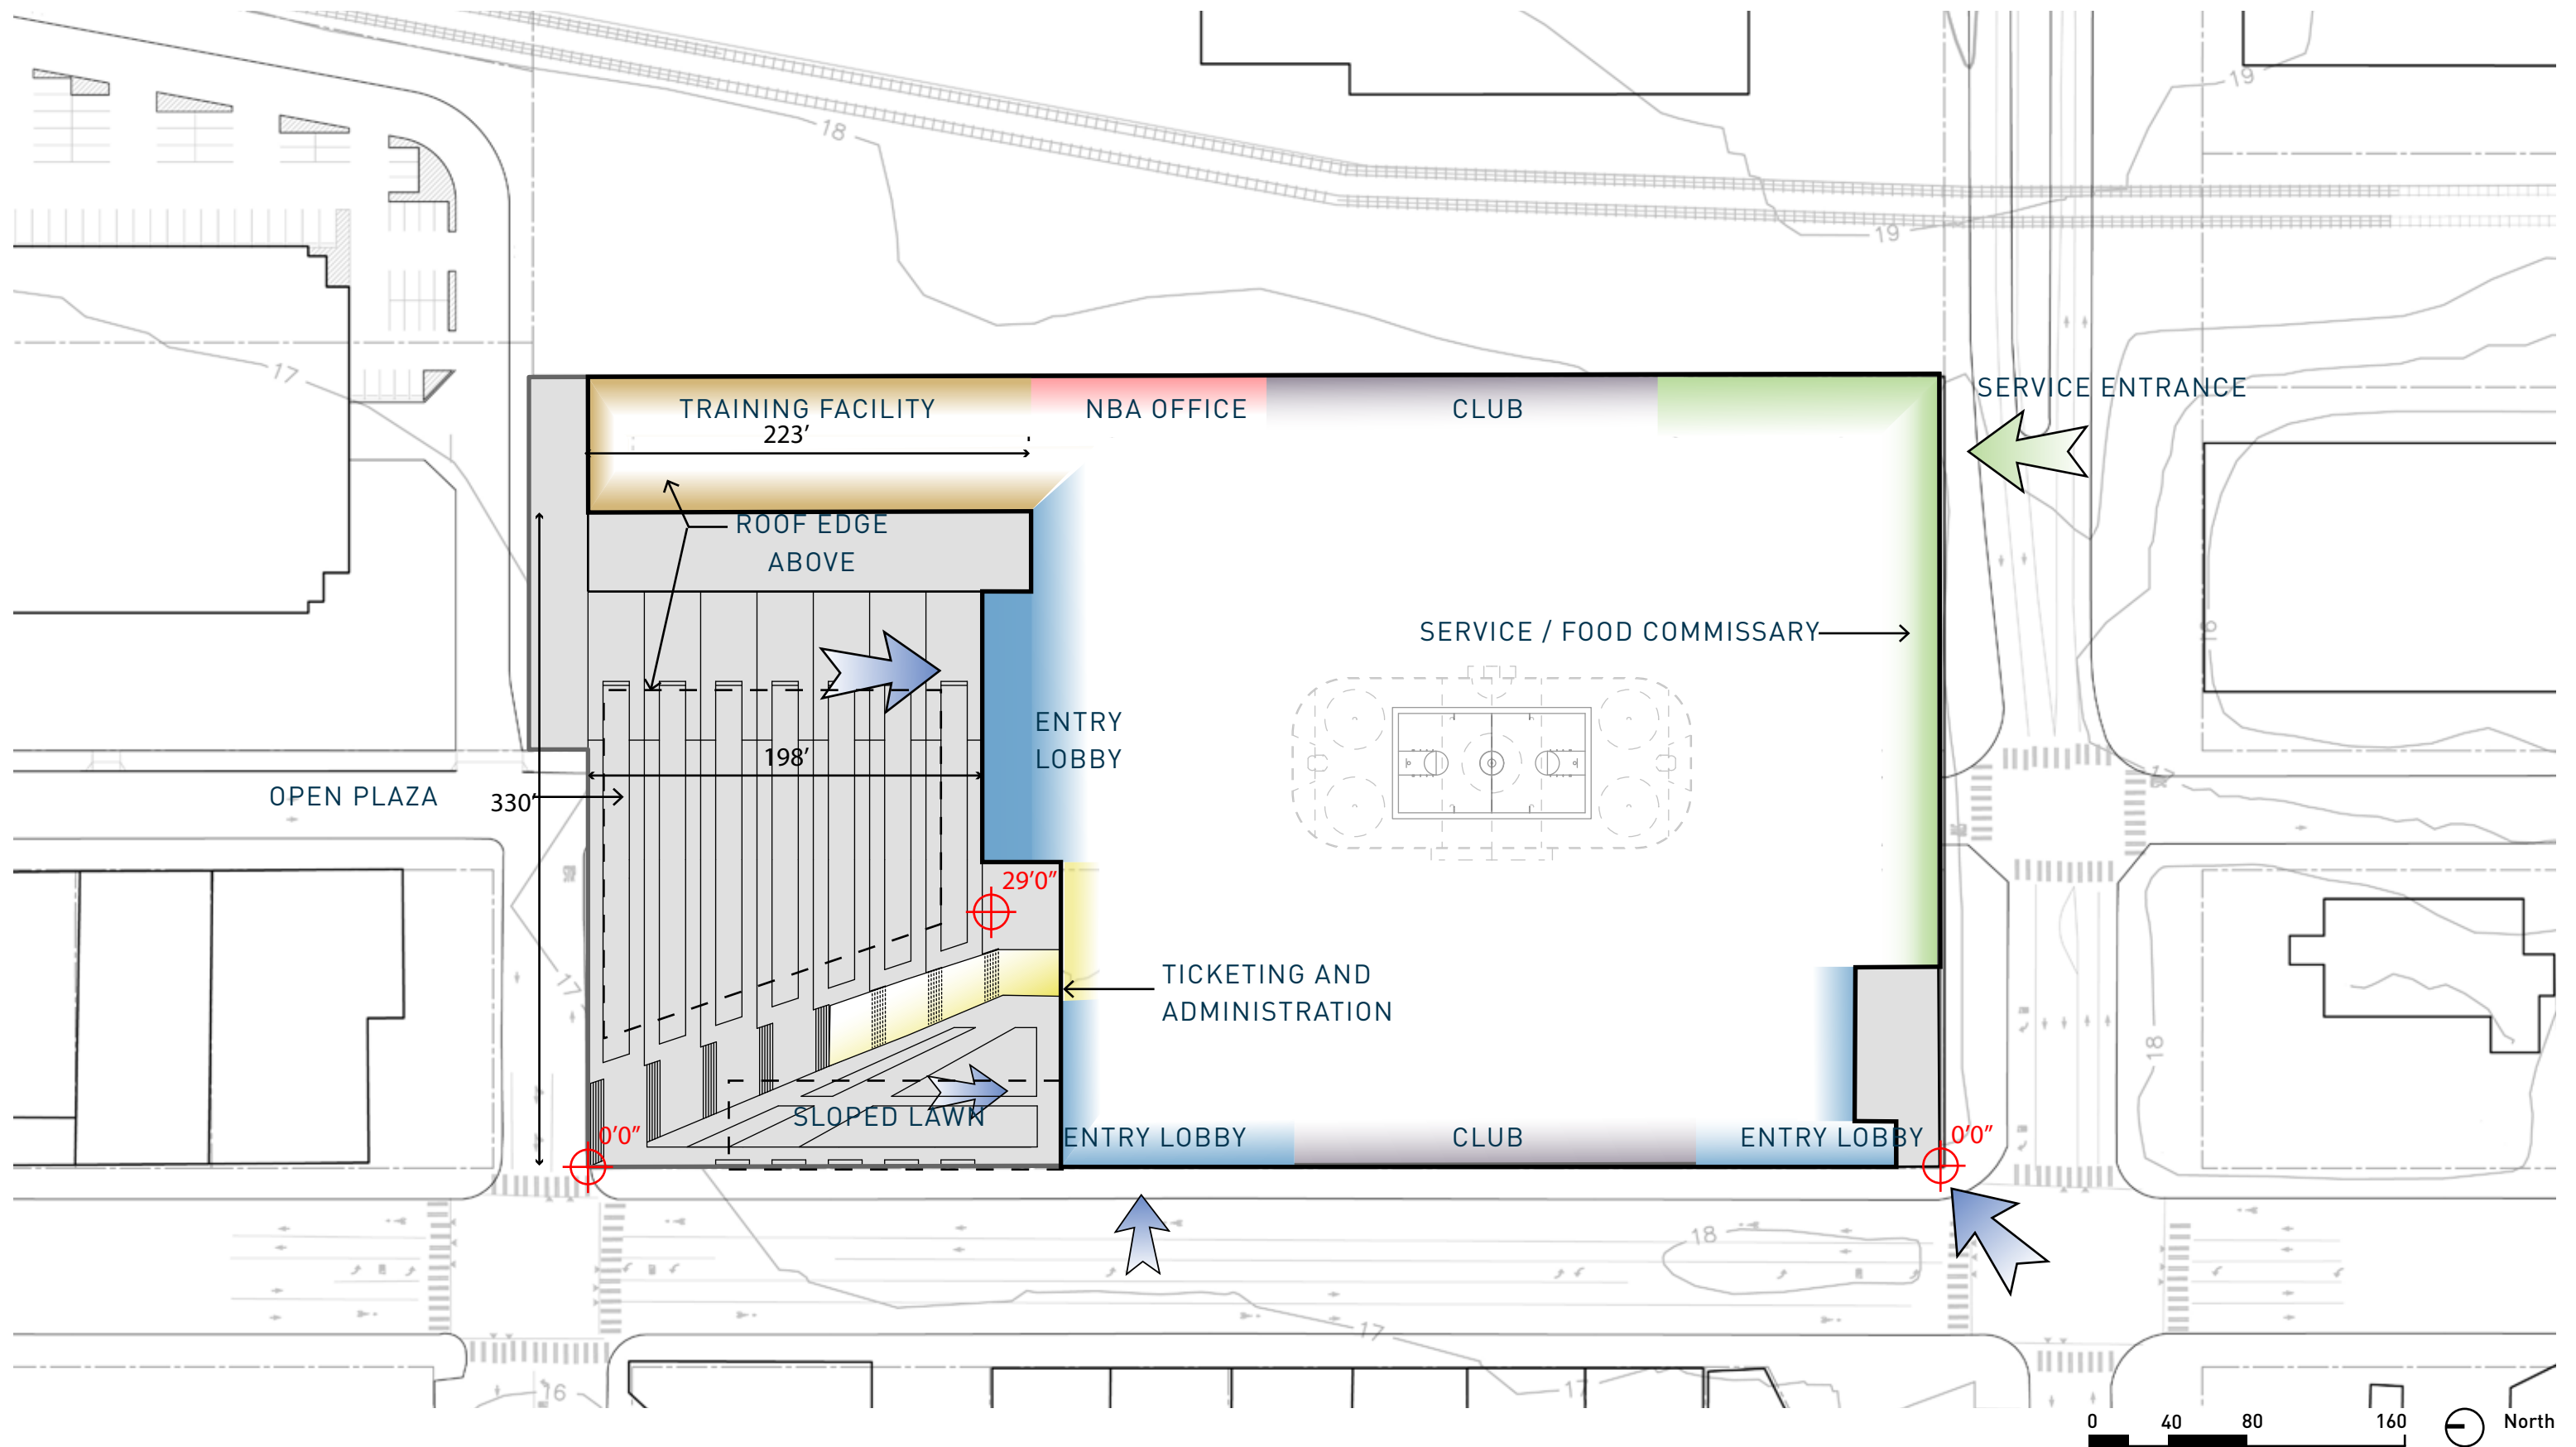 19
18
19
17
SERVICE ENTRANCE
TRAINING FACILITY
NBA OFFICE
CLUB
223’
ROOF EDGE
ABOVE
SERVICE / FOOD COMMISSARY
16
ENTRY
LOBBY
198’
OPEN PLAZA
330’
17
29’0”
17
TICKETING AND
ADMINISTRATION
18
SLOPED LAWN
0’0”
ENTRY LOBBY
CLUB
ENTRY LOBBY
0’0”
18
17
16
17
0
40
80
160
North